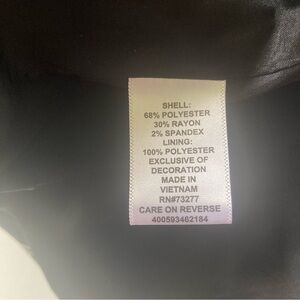 SHELL:
68% POLYESTER
30% RAYON
2% SPANDEX
LINING:
100% POLYESTER
EXCLUSIVE OF
DECORATION
MADE IN
VIETNAM
RN#73277
CARE ON REVERSE
400593462184